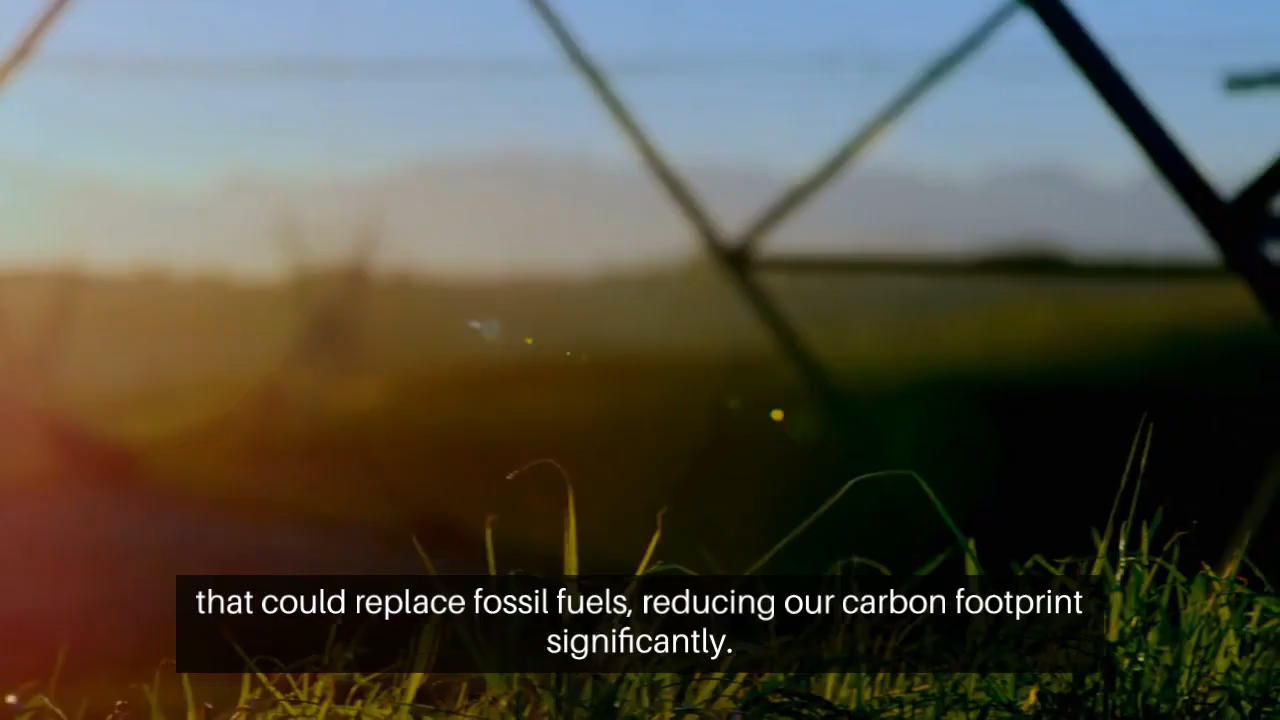 that could replace fossil fuels, reducing our carbon footprint
significantly.